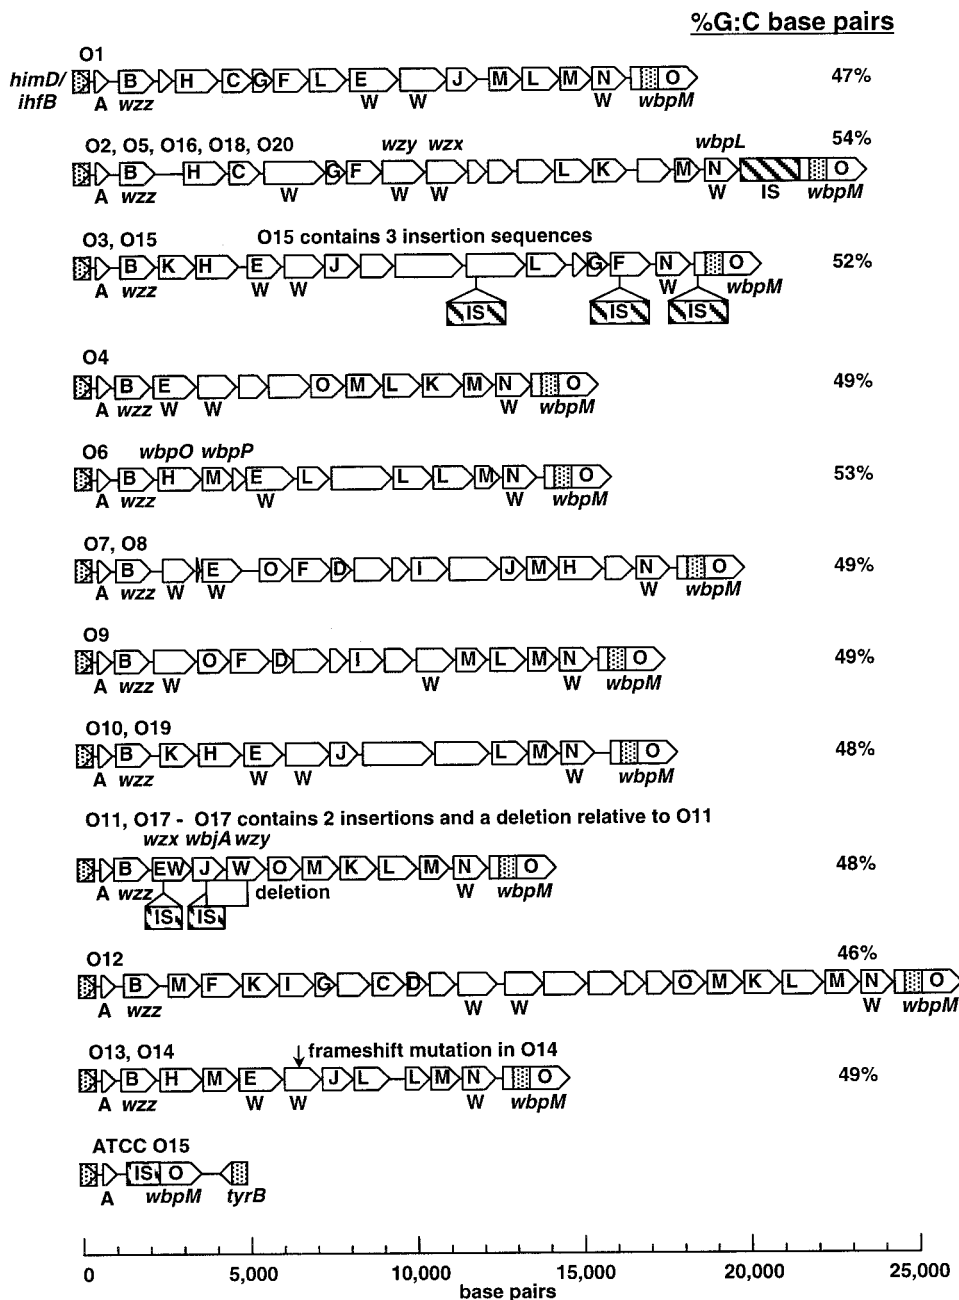 %G:C base pairs
O1
himD/
ihfB
B H C G F L E J M L M N O
47%
A wzz W W W wbpM
O2, O5, O16, O18, O20 wzy wzx wbpL
54%
B H C G F L K M N O
A wzz W W W W IS wbpM
O3, O15 O15 contains 3 insertion sequences
B K H E J L G F N O
52%
A wzz W W W wbpM
IS IS IS
O4
B E O M L K M N O
49%
A wzz W W W wbpM
O6 wbpO wbpP
B H M E L L L M N O
53%
A wzz W W wbpM
O7, O8
B E O F D I J M H N O
49%
A wzz W W W wbpM
O9
B O F D I M L M N O
49%
A wzz W W W wbpM
O10, O19
B K H E J L M N O
48%
A wzz W W W wbpM
O11, O17 - O17 contains 2 insertions and a deletion relative to O11
wzx wbjA wzy
B EW J W O M K L M N O
48%
A wzz deletion W wbpM
IS IS
O12
46%
B M F K I G C D O M K L M N O
A wzz W W W wbpM
O13, O14 frameshift mutation in O14
B H M E J L L M N O
49%
A wzz W W W wbpM
ATCC O15
IS O
A wbpM tyrB
0 5,000 10,000 15,000 20,000 25,000
base pairs